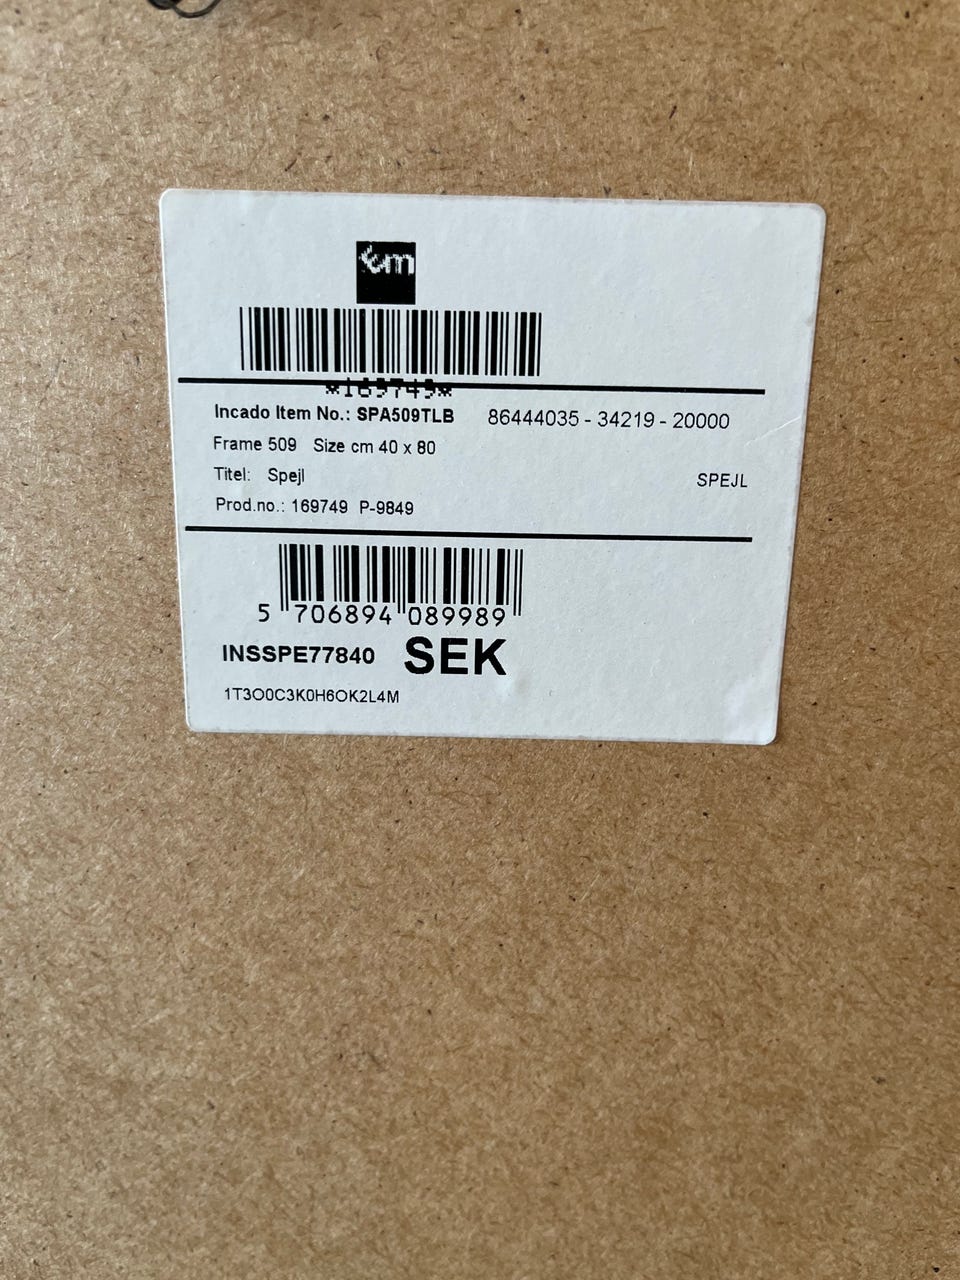 em
*169749*
Incado Item No.: SPA509TLB 86444035 - 34219 - 20000
Frame 509 Size cm 40 x 80
Titel: Spejl SPEJL
Prod.no.: 169749 P-9849
5 706894 089989
INSSPE77840 SEK
1T3O0C3K0H6OK2L4M